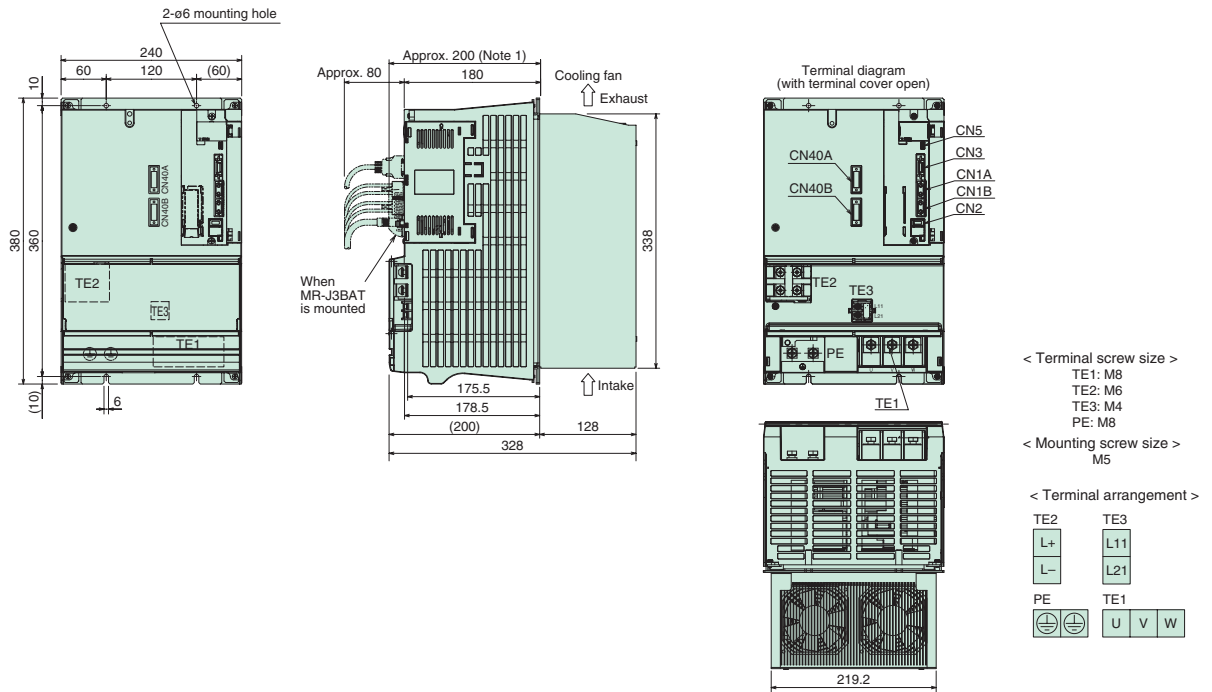 2-ø6 mounting hole
240
60
120
(60)
10
380
360
(10)
6
CN40A
CN40B
TE2
TE3
TE1
Approx. 200 (Note 1)
Approx. 80
180
Cooling fan
Exhaust
When
MR-J3BAT
is mounted
338
Intake
175.5
178.5
(200)
128
328
Terminal diagram
(with terminal cover open)
CN5
CN3
CN1A
CN1B
CN2
CN40A
CN40B
TE2
TE3
L11
L21
PE
U V W
TE1
219.2
< Terminal screw size >
TE1: M8
TE2: M6
TE3: M4
PE: M8
< Mounting screw size >
M5
< Terminal arrangement >
TE2
TE3
L+
L11
L–
L21
PE
TE1
U V W